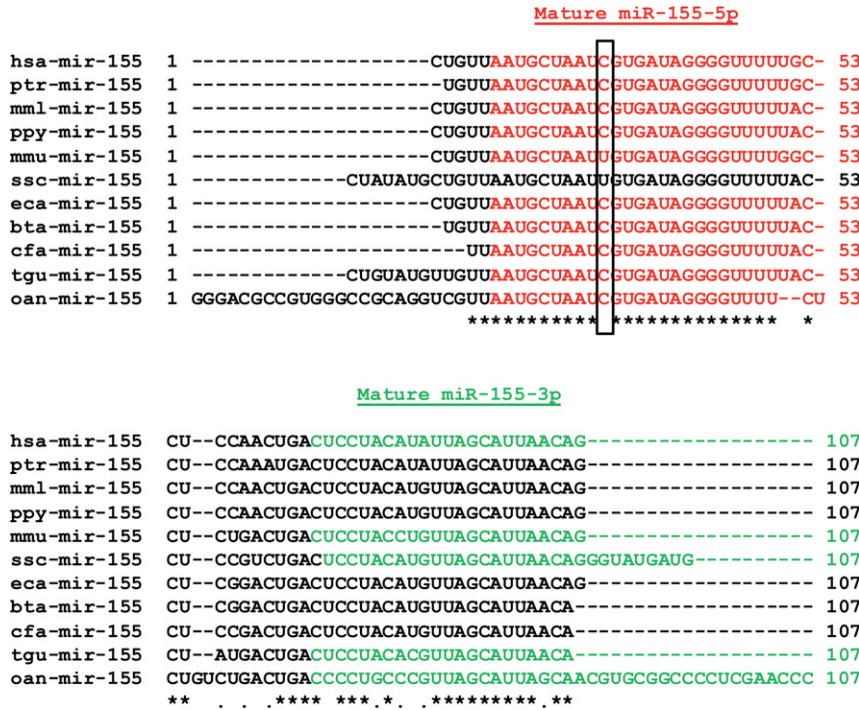 Mature miR-155-5p
hsa-mir-155 1 --------------------CUGUUAAUGCUAAUCGUGAUAGGGGUUUUUGC- 53
ptr-mir-155 1 ---------------------UGUUAAUGCUAAUCGUGAUAGGGGUUUUUGC- 53
mml-mir-155 1 --------------------CUGUUAAUGCUAAUCGUGAUAGGGGUUUUUAC- 53
ppy-mir-155 1 --------------------CUGUUAAUGCUAAUCGUGAUAGGGGUUUUUAC- 53
mmu-mir-155 1 --------------------CUGUUAAUGCUAAUUGUGAUAGGGGUUUUGGC- 53
ssc-mir-155 1 -------------CUAUAUGCUGUUAAUGCUAAUUGUGAUAGGGGUUUUUAC- 53
eca-mir-155 1 --------------------CUGUUAAUGCUAAUCGUGAUAGGGGUUUUUAC- 53
bta-mir-155 1 ---------------------UGUUAAUGCUAAUCGUGAUAGGGGUUUUUAC- 53
cfa-mir-155 1 -----------------------UUAAUGCUAAUCGUGAUAGGGGUUUUUAC- 53
tgu-mir-155 1 -------------CUGUAUGUUGUUAAUGCUAAUCGUGAUAGGGGUUUUUAC- 53
oan-mir-155 1 GGGACGCCGUGGGCCGCAGGUCGUUAAUGCUAAUCGUGAUAGGGGUUUU--CU 53
*********** **************  *
Mature miR-155-3p
hsa-mir-155 CU--CCAACUGACUCCUACAUAUUAGCAUUAACAG------------------- 107
ptr-mir-155 CU--CCAAAUGACUCCUACAUAUUAGCAUUAACAG------------------- 107
mml-mir-155 CU--CCAACUGACUCCUACAUGUUAGCAUUAACAG------------------- 107
ppy-mir-155 CU--CCAACUGACUCCUACAUGUUAGCAUUAACAG------------------- 107
mmu-mir-155 CU--CUGACUGACUCCUACCUGUUAGCAUUAACAG------------------- 107
ssc-mir-155 CU--CCGUCUGACUCCUACAUGUUAGCAUUAACAGGGUAUGAUG---------- 107
eca-mir-155 CU--CGGACUGACUCCUACAUGUUAGCAUUAACAG------------------- 107
bta-mir-155 CU--CGGACUGACUCCUACAUGUUAGCAUUAACA-------------------- 107
cfa-mir-155 CU--CCGACUGACUCCUACAUGUUAGCAUUAACA-------------------- 107
tgu-mir-155 CU--AUGACUGACUCCUACACGUUAGCAUUAACA-------------------- 107
oan-mir-155 CUGUCUGACUGACCCCUGCCCGUUAGCAUUAGCAACGUGCGGCCCCUCGAACCC 107
**  . . .**** ***.*. .*********.**